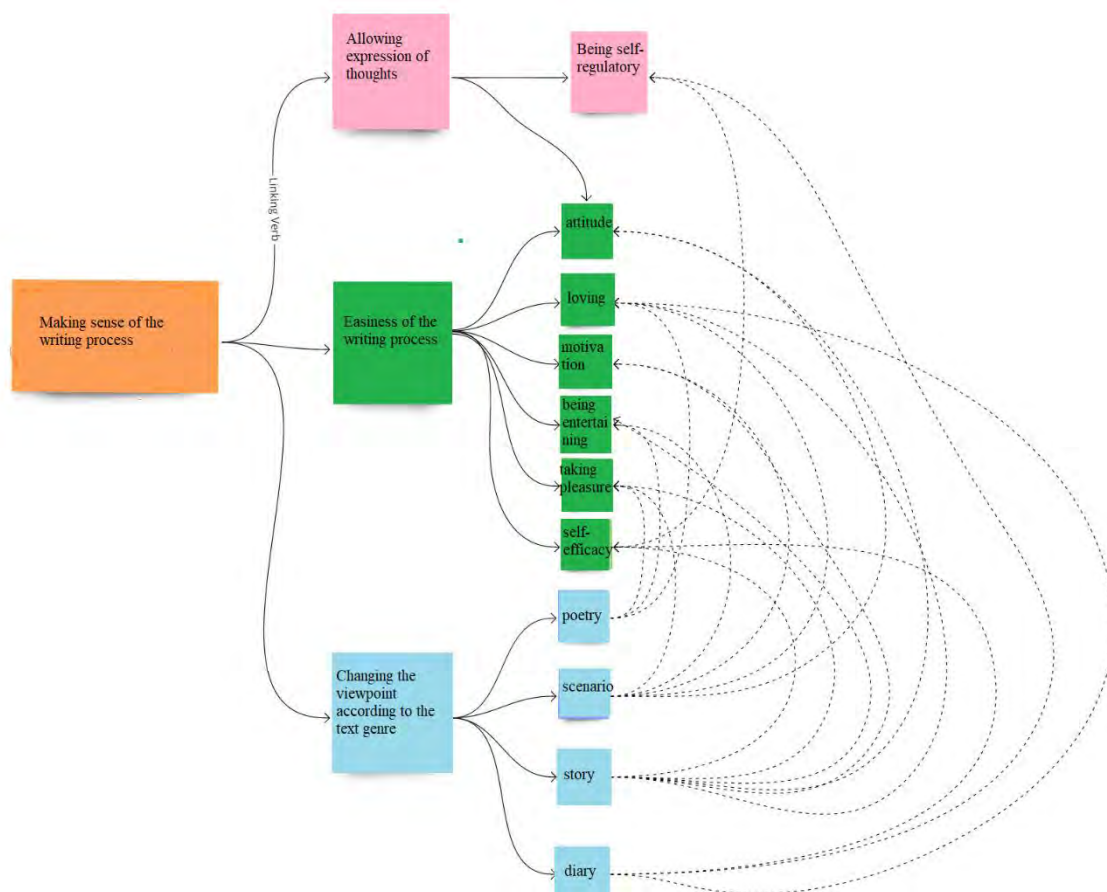 Allowing
expression of
thoughts
Being self-
regulatory
Linking Verb
attitude
Making sense of the
writing process
Easiness of the
writing process
loving
motiva
tion
being
entertai
ning
taking
pleasure
self-
efficacy
poetry
Changing the
viewpoint
according to the
text genre
scenario
story
diary